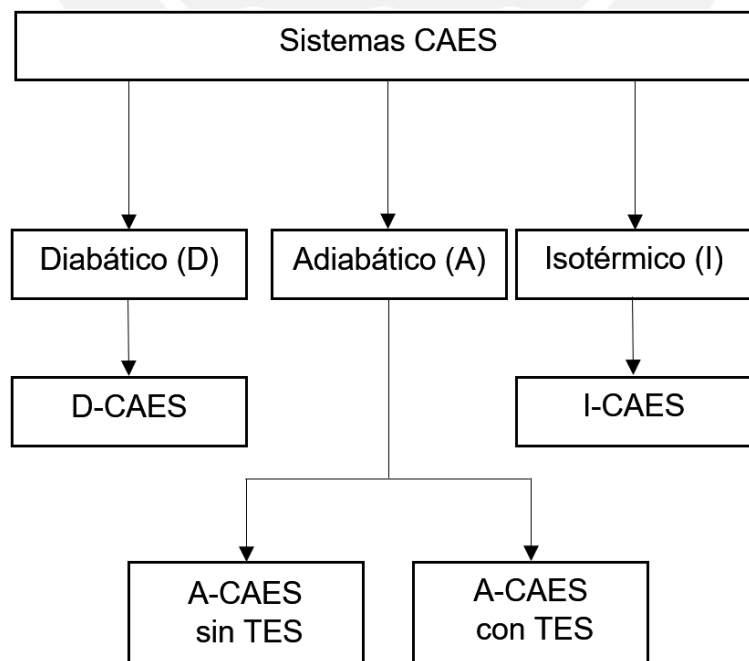 Sistemas CAES
Diabático (D)
Adiabático (A)
Isotérmico (I)
D-CAES
I-CAES
A-CAES
sin TES
A-CAES
con TES